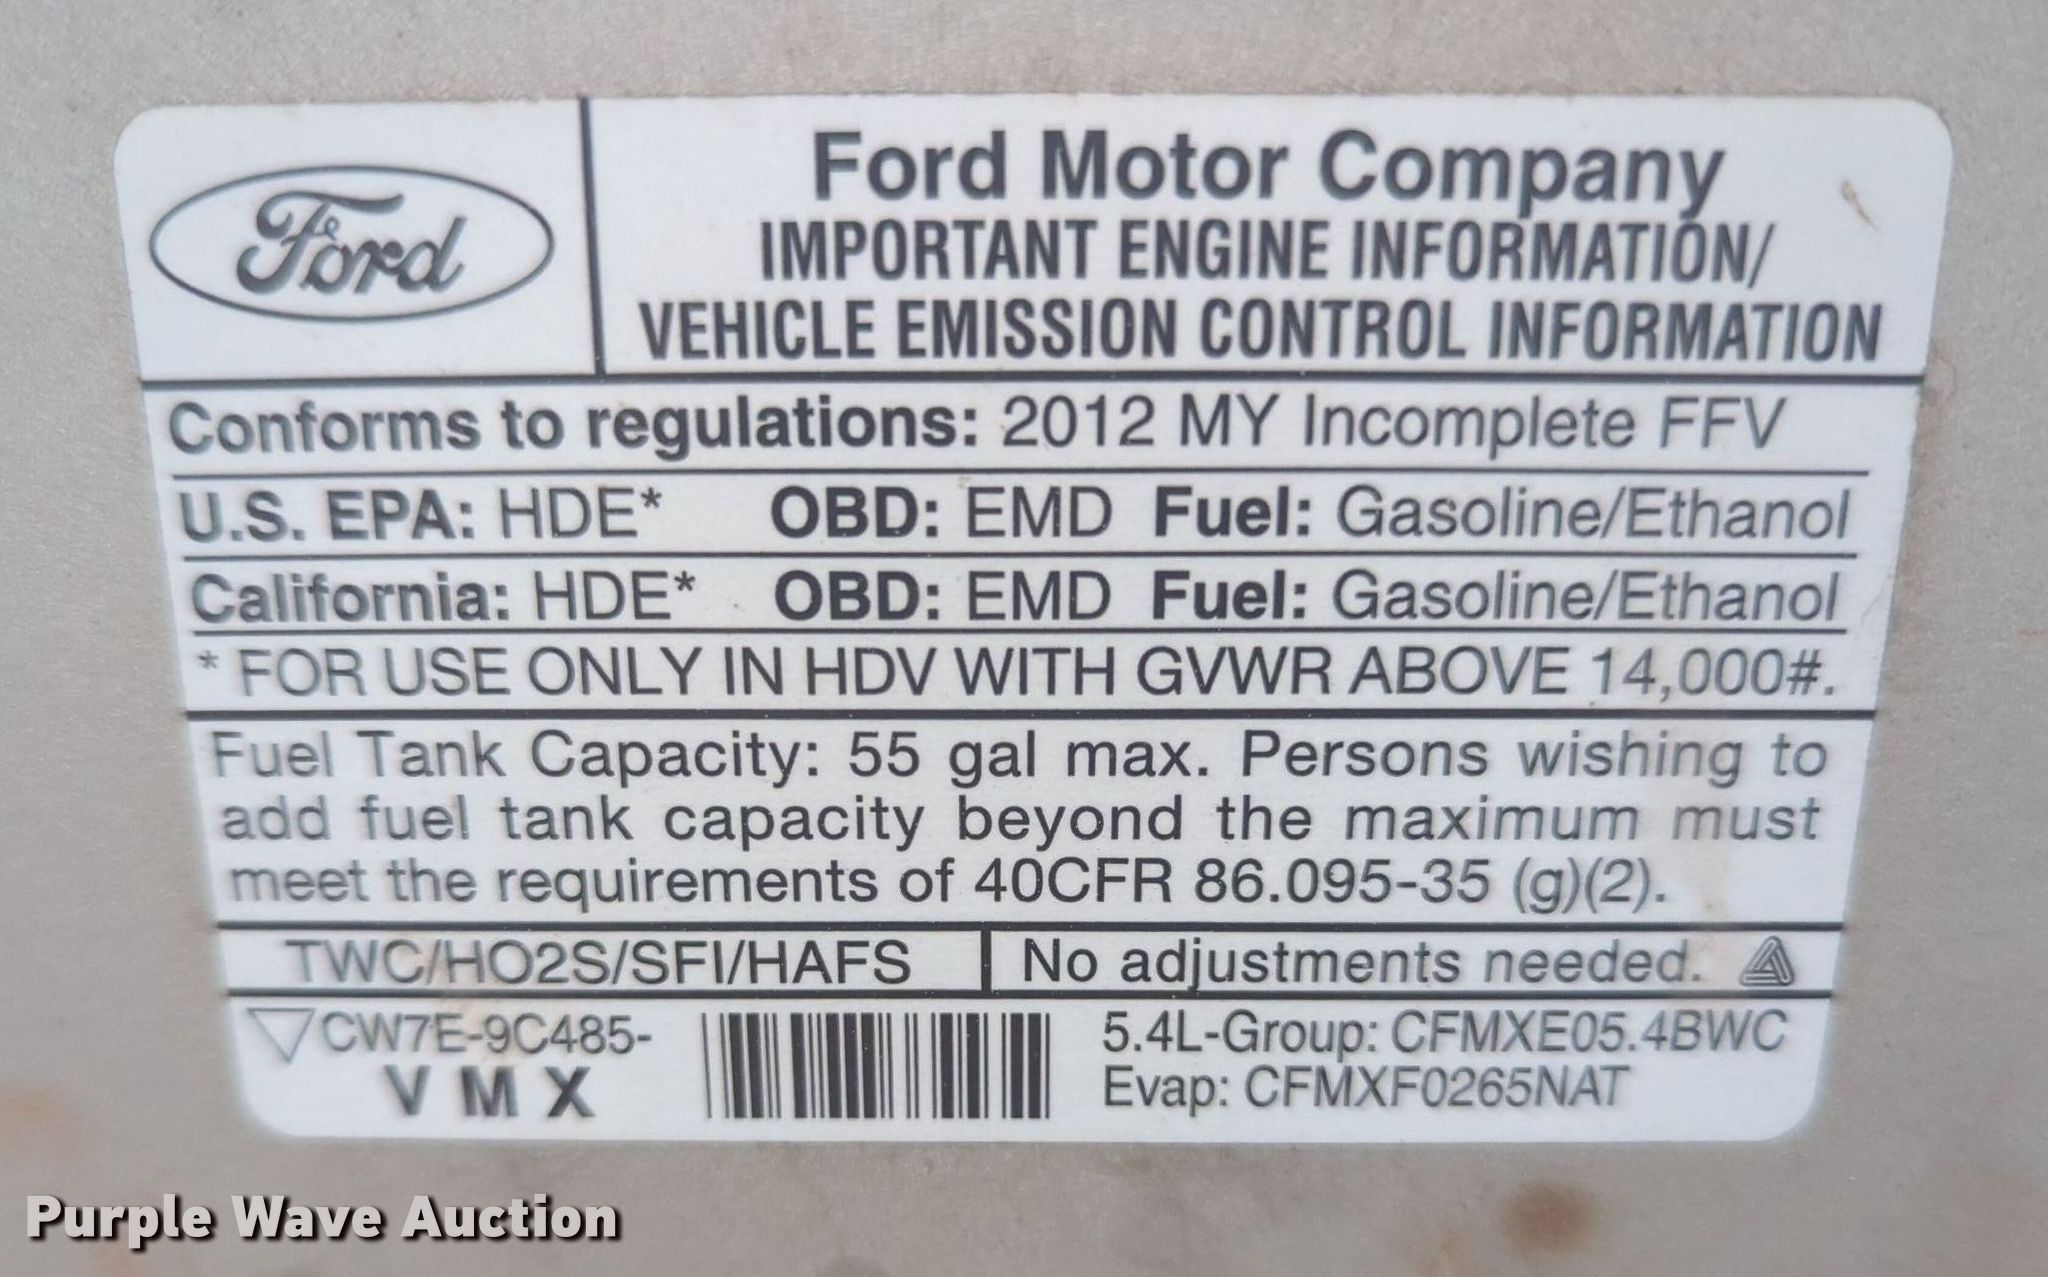 Ford
Ford Motor Company
IMPORTANT ENGINE INFORMATION/
VEHICLE EMISSION CONTROL INFORMATION
Conforms to regulations: 2012 MY Incomplete FFV
U.S. EPA: HDE* OBD: EMD Fuel: Gasoline/Ethanol
California: HDE* OBD: EMD Fuel: Gasoline/Ethanol
* FOR USE ONLY IN HDV WITH GVWR ABOVE 14,000#.
Fuel Tank Capacity: 55 gal max. Persons wishing to
add fuel tank capacity beyond the maximum must
meet the requirements of 40CFR 86.095-35 (g)(2).
TWC/HO2S/SFI/HAFS
No adjustments needed.
CW7E-9C485-
VMX
5.4L-Group: CFMXE05.4BWC
Evap: CFMXF0265NAT
Purple Wave Auction